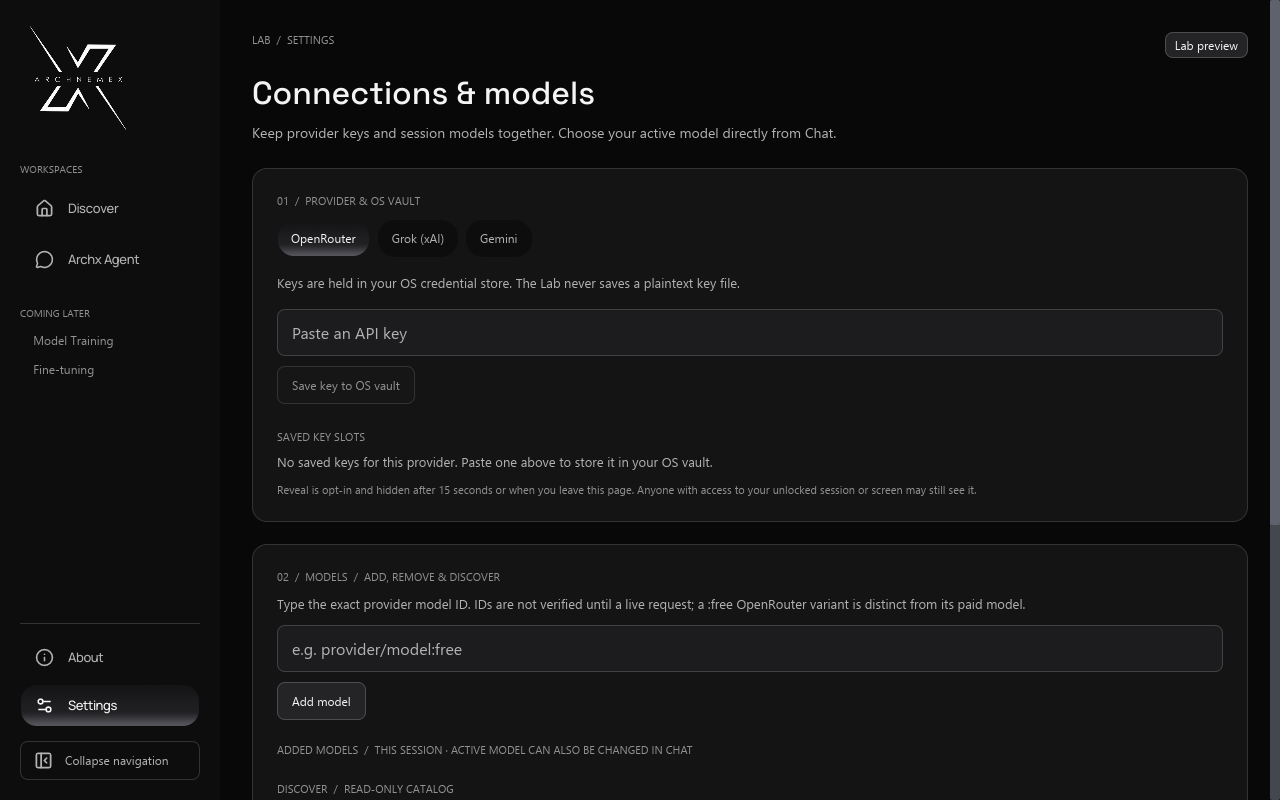 ARCHNEMEX
WORKSPACES
Discover
Archx Agent
COMING LATER
Model Training
Fine-tuning
About
Settings
Collapse navigation
LAB / SETTINGS
Lab preview
Connections & models
Keep provider keys and session models together. Choose your active model directly from Chat.
01 / PROVIDER & OS VAULT
OpenRouter
Grok (xAI)
Gemini
Keys are held in your OS credential store. The Lab never saves a plaintext key file.
Paste an API key
Save key to OS vault
SAVED KEY SLOTS
No saved keys for this provider. Paste one above to store it in your OS vault.
Reveal is opt-in and hidden after 15 seconds or when you leave this page. Anyone with access to your unlocked session or screen may still see it.
02 / MODELS / ADD, REMOVE & DISCOVER
Type the exact provider model ID. IDs are not verified until a live request; a :free OpenRouter variant is distinct from its paid model.
e.g. provider/model:free
Add model
ADDED MODELS / THIS SESSION · ACTIVE MODEL CAN ALSO BE CHANGED IN CHAT
DISCOVER / READ-ONLY CATALOG